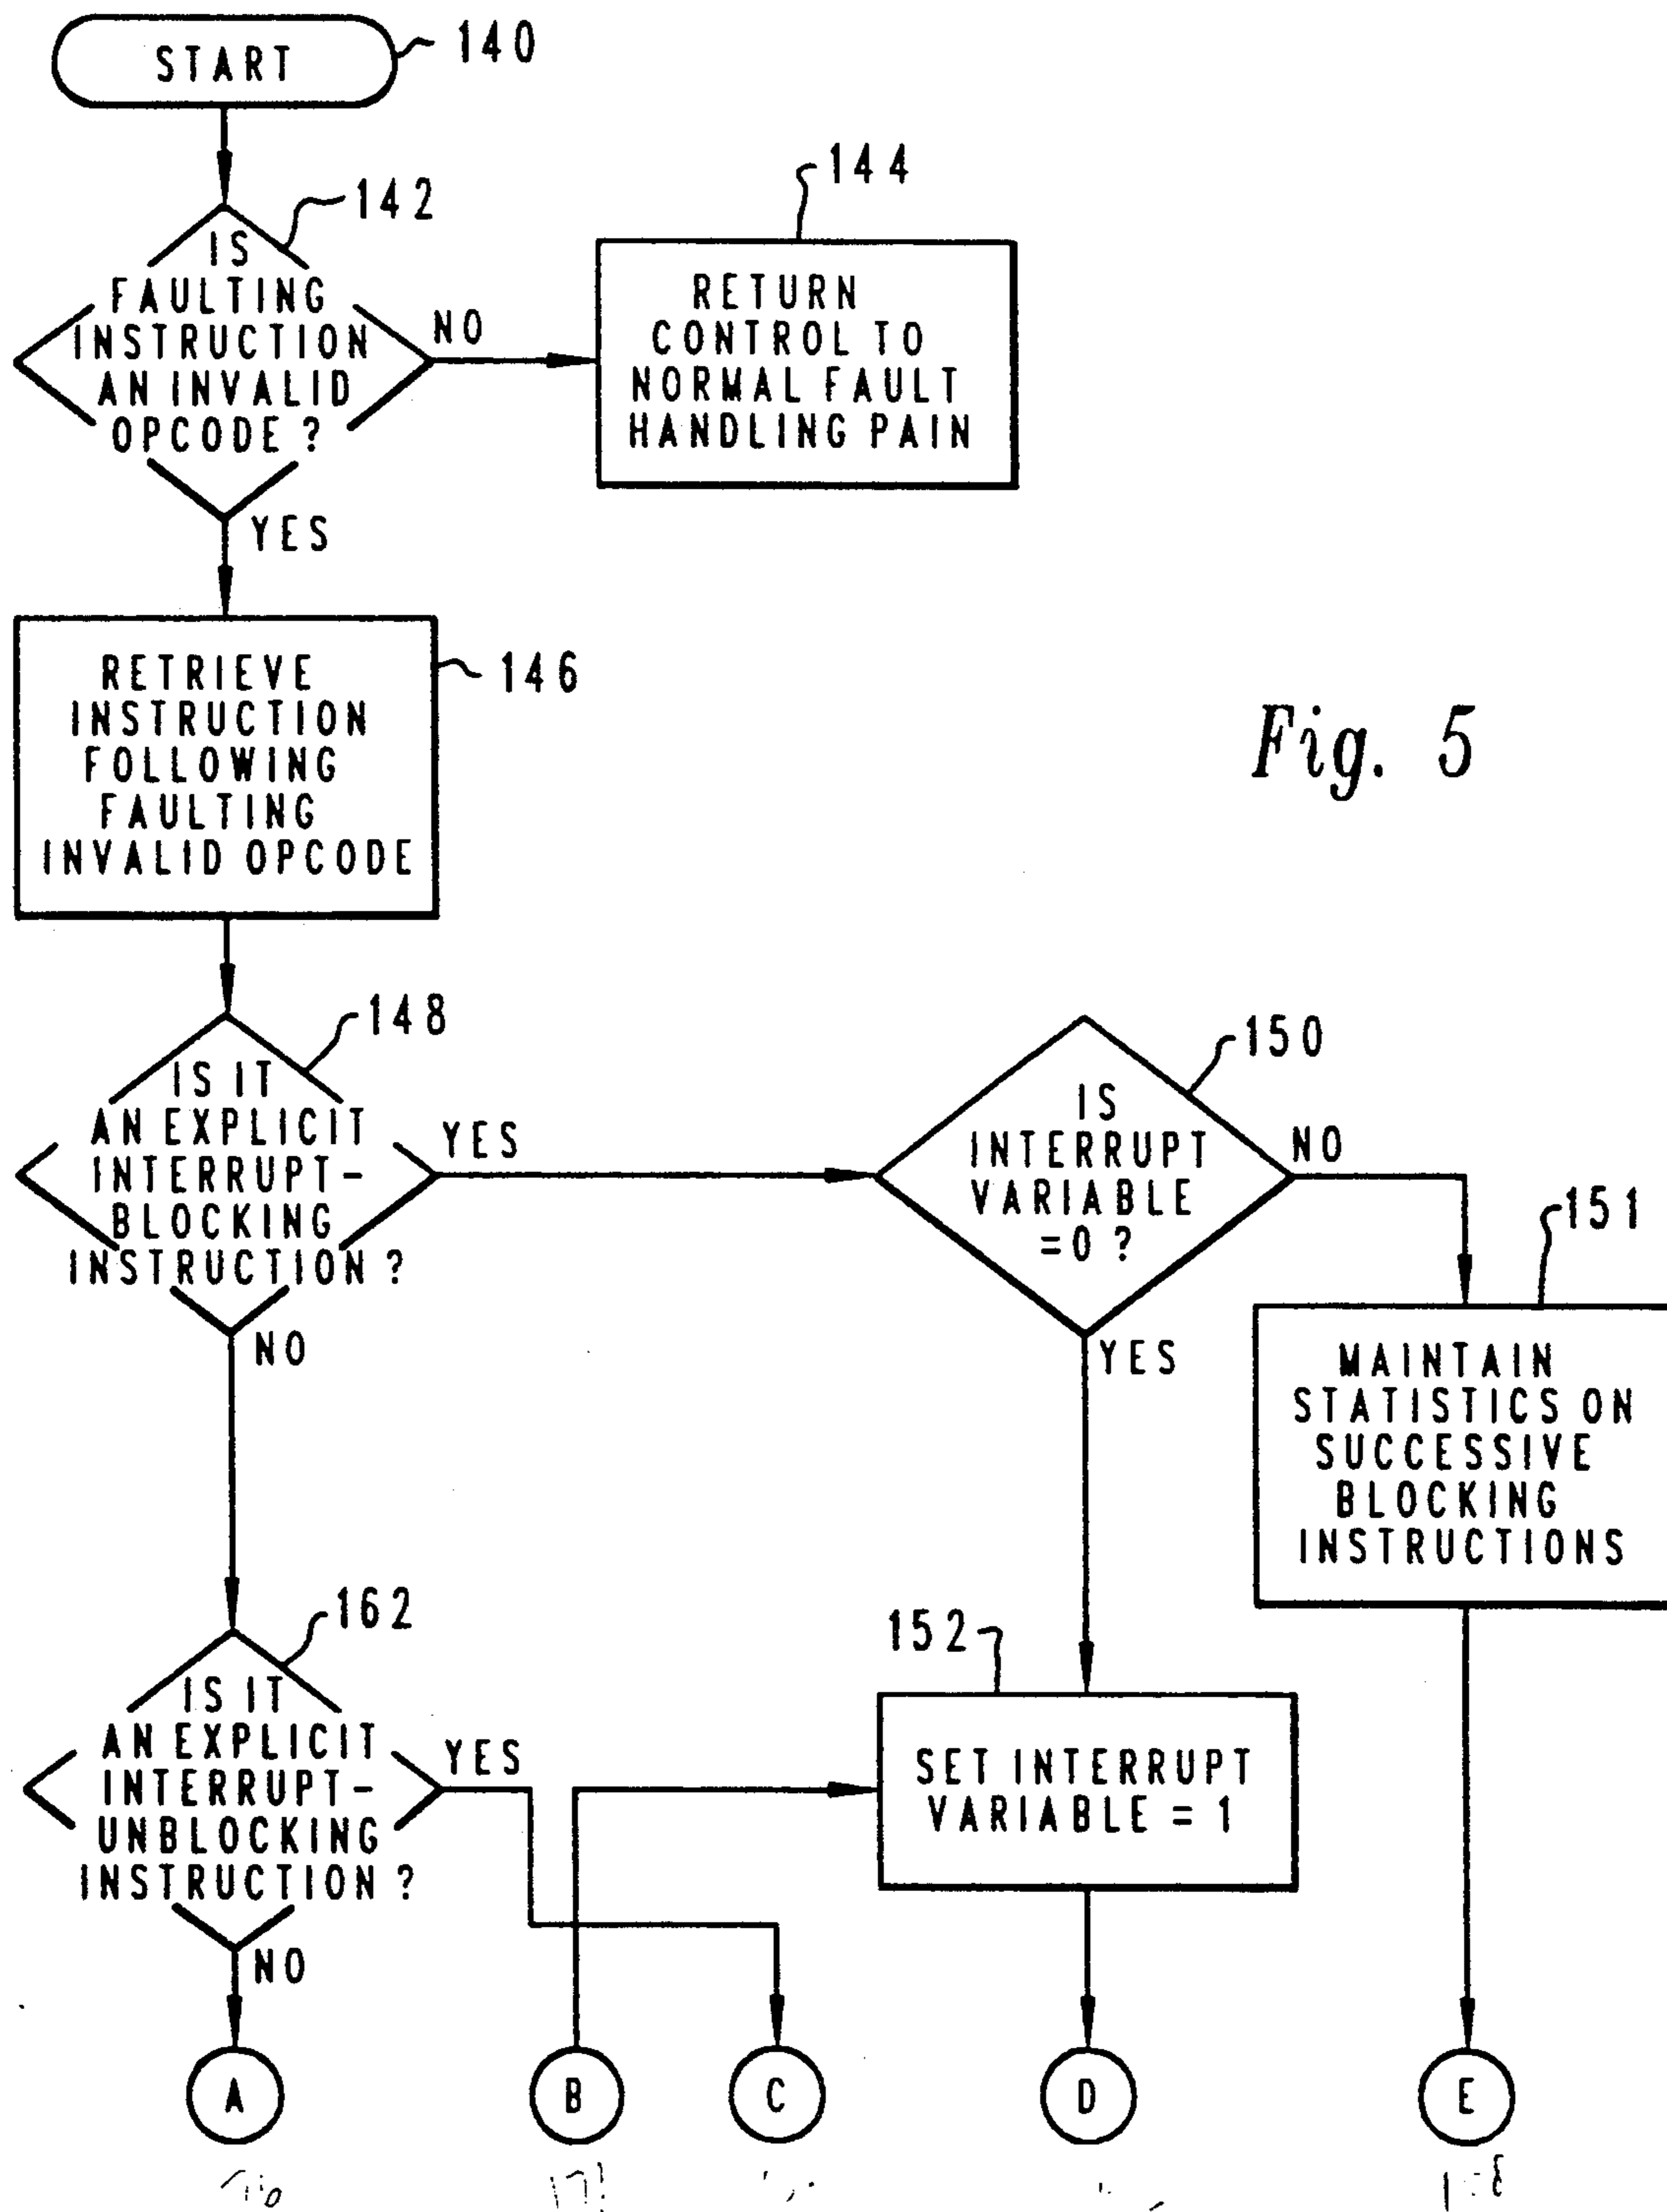 START
140
142
IS
FAULTING
INSTRUCTION
AN INVALID
OPCODE ?
NO
YES
144
RETURN
CONTROL TO
NORMAL FAULT
HANDLING PAIN
146
RETRIEVE
INSTRUCTION
FOLLOWING
FAULTING
INVALID OPCODE
Fig. 5
148
IS IT
AN EXPLICIT
INTERRUPT-
BLOCKING
INSTRUCTION ?
YES
NO
150
IS
INTERRUPT
VARIABLE
=0 ?
NO
YES
151
MAINTAIN
STATISTICS ON
SUCCESSIVE
BLOCKING
INSTRUCTIONS
162
IS IT
AN EXPLICIT
INTERRUPT-
UNBLOCKING
INSTRUCTION ?
YES
NO
152
SET INTERRUPT
VARIABLE = 1
A
B
C
D
E